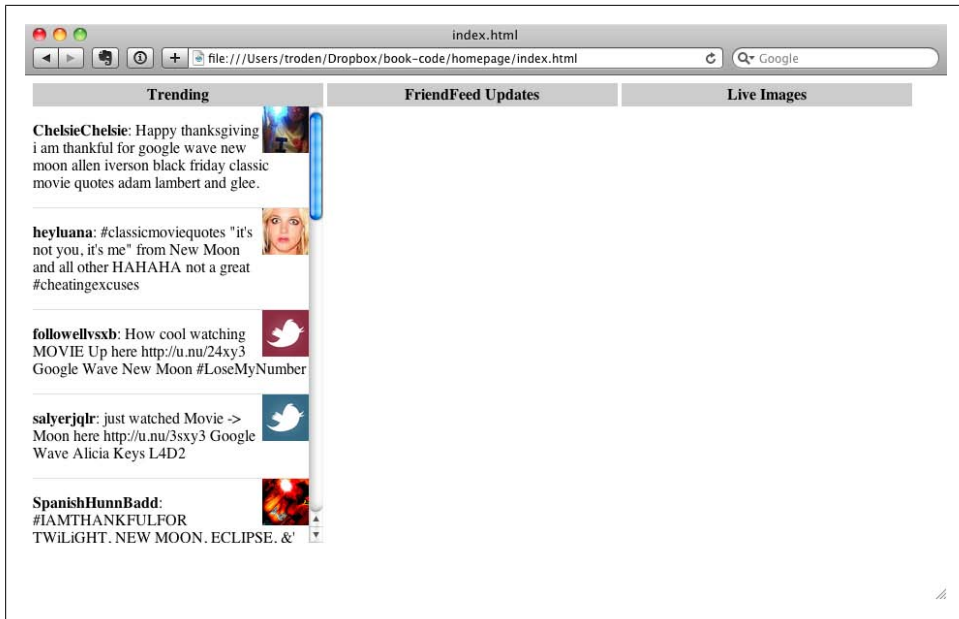 index.html
file:///Users/troden/Dropbox/book-code/homepage/index.html
Google
Trending
FriendFeed Updates
Live Images
ChelsieChelsie: Happy thanksgiving
i am thankful for google wave new
moon allen iverson black friday classic
movie quotes adam lambert and glee.
heyluana: #classicmoviequotes "it's
not you, it's me" from New Moon
and all other HAHAHA not a great
#cheatingexcuses
followellvsxb: How cool watching
MOVIE Up here http://u.nu/24xy3
Google Wave New Moon #LoseMyNumber
salyerjqlr: just watched Movie ->
Moon here http://u.nu/3sxy3 Google
Wave Alicia Keys L4D2
SpanishHunnBadd:
#IAMTHANKFULFOR
TWiLiGHT. NEW MOON. ECLIPSE. &'